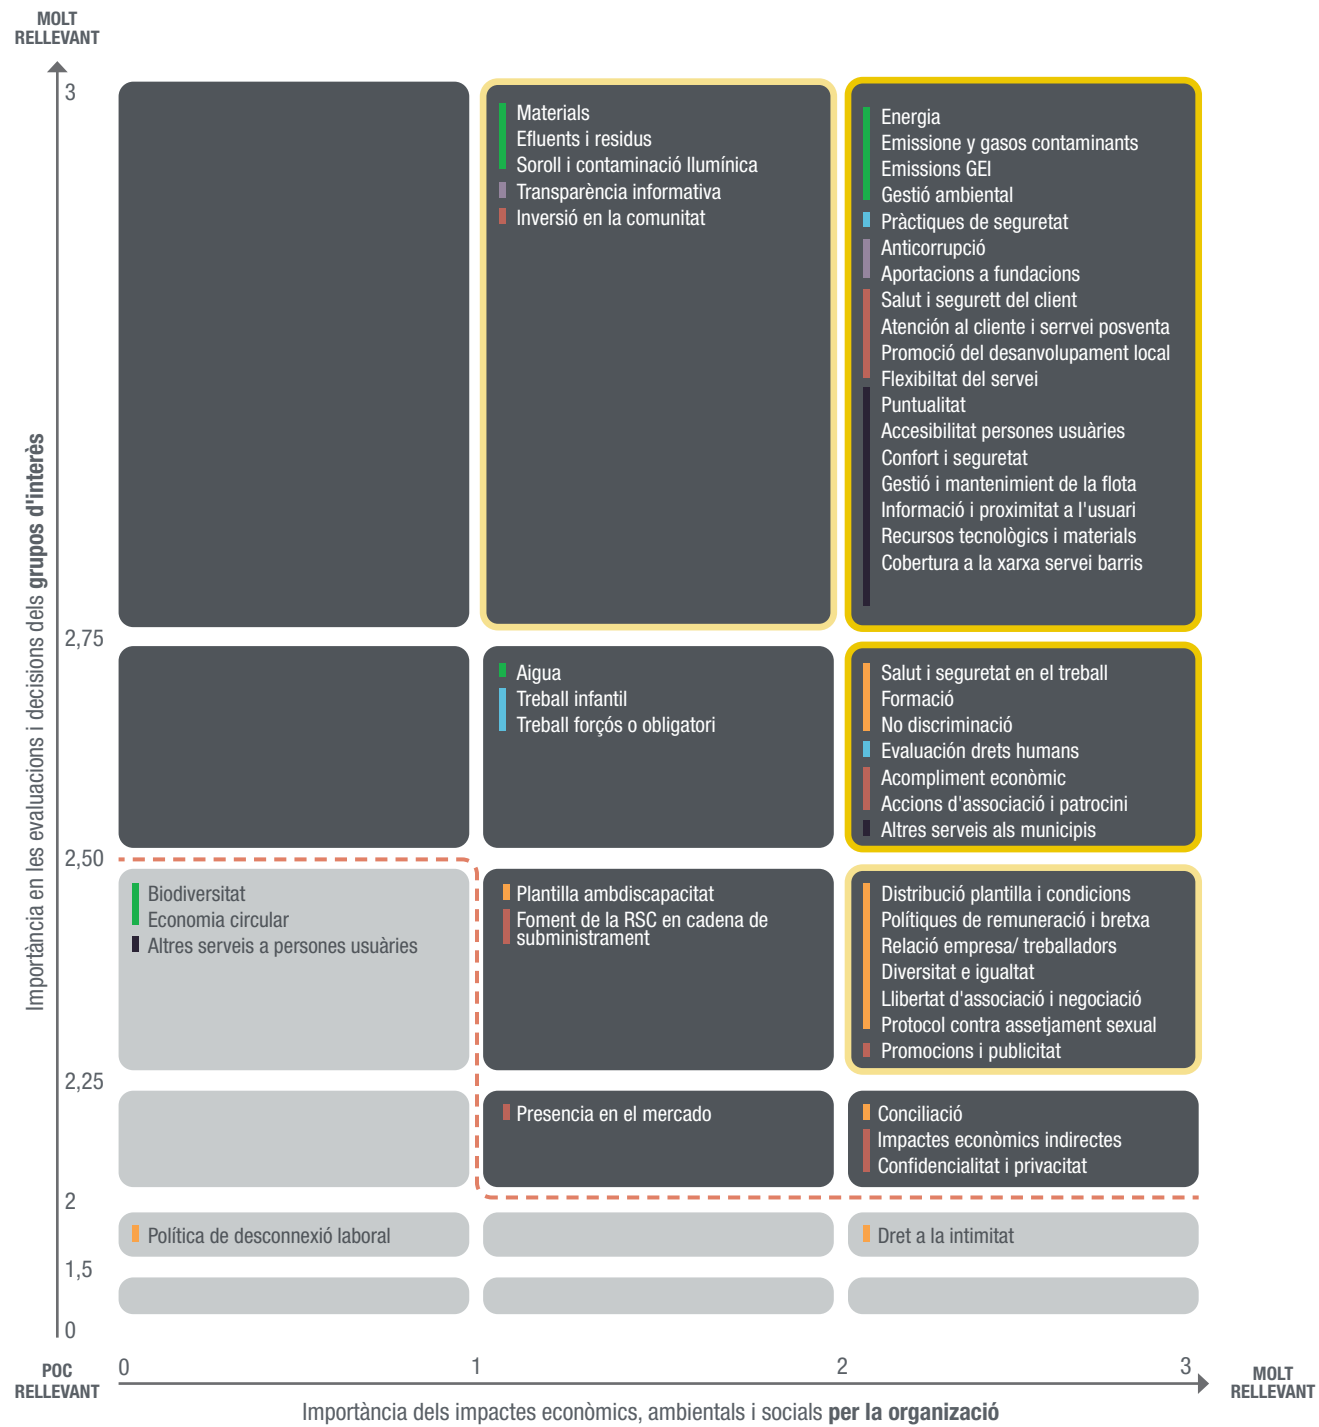 MOLT
RELLEVANT
3
Materials
Efluents i residus
Soroll i contaminació llumínica
Transparència informativa
Inversió en la comunitat
Energia
Emissione y gasos contaminants
Emissions GEI
Gestió ambiental
Pràctiques de seguretat
Anticorrupció
Aportacions a fundacions
Salut i segurett del client
Atención al cliente i serrvei posventa
Promoció del desanvolupament local
Flexibiltat del servei
Puntualitat
Accesibilitat persones usuàries
Confort i seguretat
Gestió i mantenimient de la flota
Informació i proximitat a l'usuari
Recursos tecnològics i materials
Cobertura a la xarxa servei barris
Importància en les evaluacions i decisions dels grupos d'interès
2,75
Aigua
Treball infantil
Treball forçós o obligatori
Salut i seguretat en el treball
Formació
No discriminació
Evaluación drets humans
Acompliment econòmic
Accions d'associació i patrocini
Altres serveis als municipis
2,50
Biodiversitat
Economia circular
Altres serveis a persones usuàries
Plantilla ambdiscapacitat
Foment de la RSC en cadena de
subministrament
Distribució plantilla i condicions
Polítiques de remuneració i bretxa
Relació empresa/ treballadors
Diversitat e igualtat
Llibertat d'associació i negociació
Protocol contra assetjament sexual
Promocions i publicitat
2,25
Presencia en el mercado
Conciliació
Impactes econòmics indirectes
Confidencialitat i privacitat
2
Política de desconnexió laboral
Dret a la intimitat
1,5
0
POC
RELLEVANT
0
1
2
3
MOLT
RELLEVANT
Importància dels impactes econòmics, ambientals i socials per la organizació